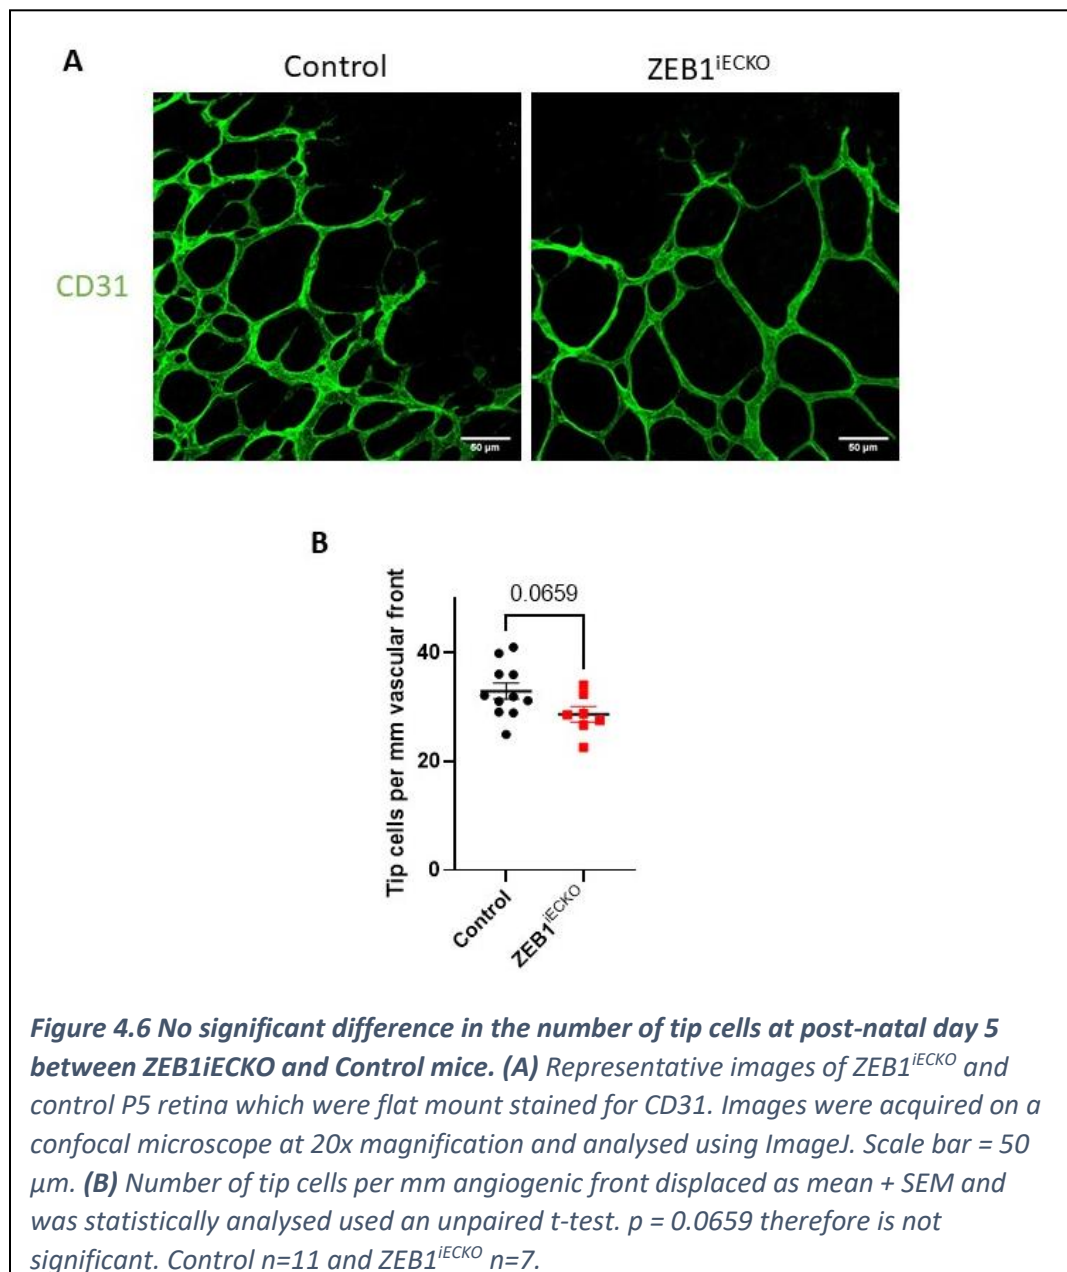 A
Control
ZEB1iECKO
CD31
50 µm
50 µm
B
Tip cells per mm vascular front
0.0659
40
20
0
Control
ZEB1iECKO
Figure 4.6 No significant difference in the number of tip cells at post-natal day 5
between ZEB1iECKO and Control mice. (A) Representative images of ZEB1iECKO and
control P5 retina which were flat mount stained for CD31. Images were acquired on a
confocal microscope at 20x magnification and analysed using ImageJ. Scale bar = 50
µm. (B) Number of tip cells per mm angiogenic front displaced as mean + SEM and
was statistically analysed used an unpaired t-test. p = 0.0659 therefore is not
significant. Control n=11 and ZEB1iECKO n=7.